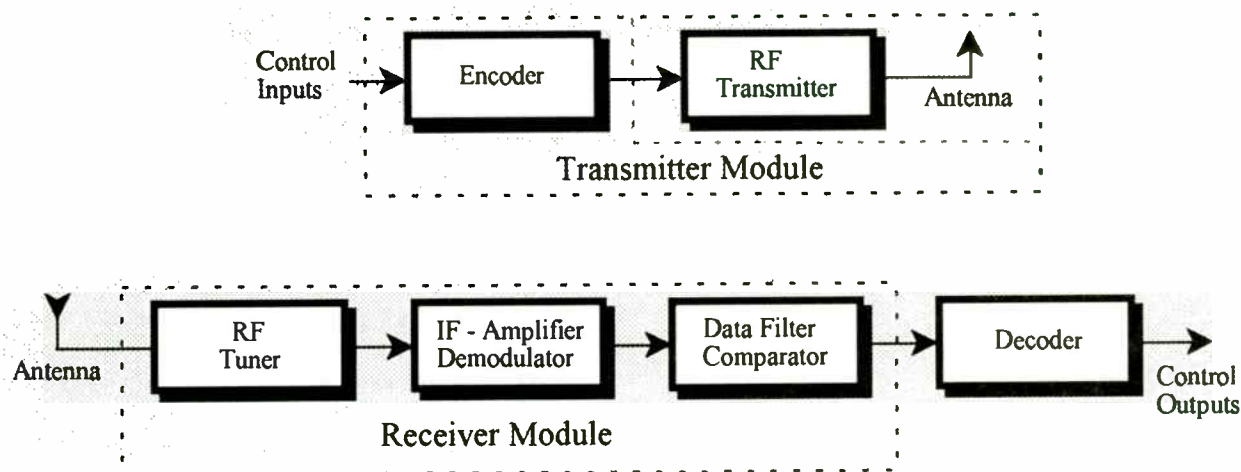 Control
Inputs
Encoder
RF
Transmitter
Antenna
Transmitter Module
Antenna
RF
Tuner
IF - Amplifier
Demodulator
Data Filter
Comparator
Decoder
Control
Outputs
Receiver Module